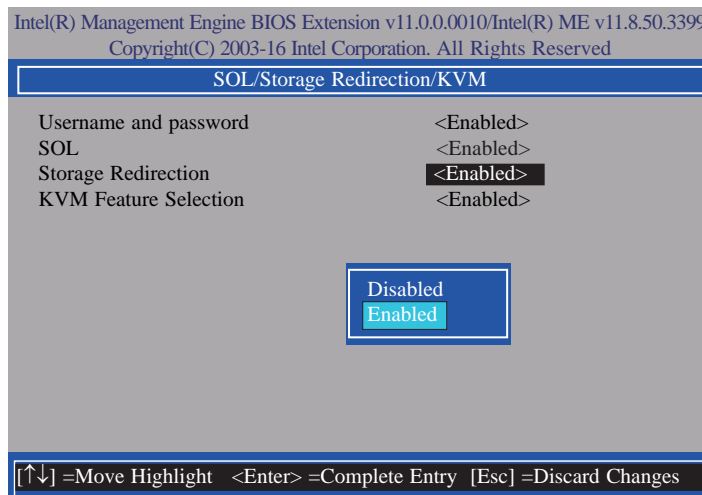 Intel(R) Management Engine BIOS Extension v11.0.0.0010/Intel(R) ME v11.8.50.3399
Copyright(C) 2003-16 Intel Corporation. All Rights Reserved
SOL/Storage Redirection/KVM
Username and password <Enabled>
SOL <Enabled>
Storage Redirection <Enabled>
KVM Feature Selection <Enabled>
Disabled
Enabled
[↑↓] =Move Highlight <Enter> =Complete Entry [Esc] =Discard Changes